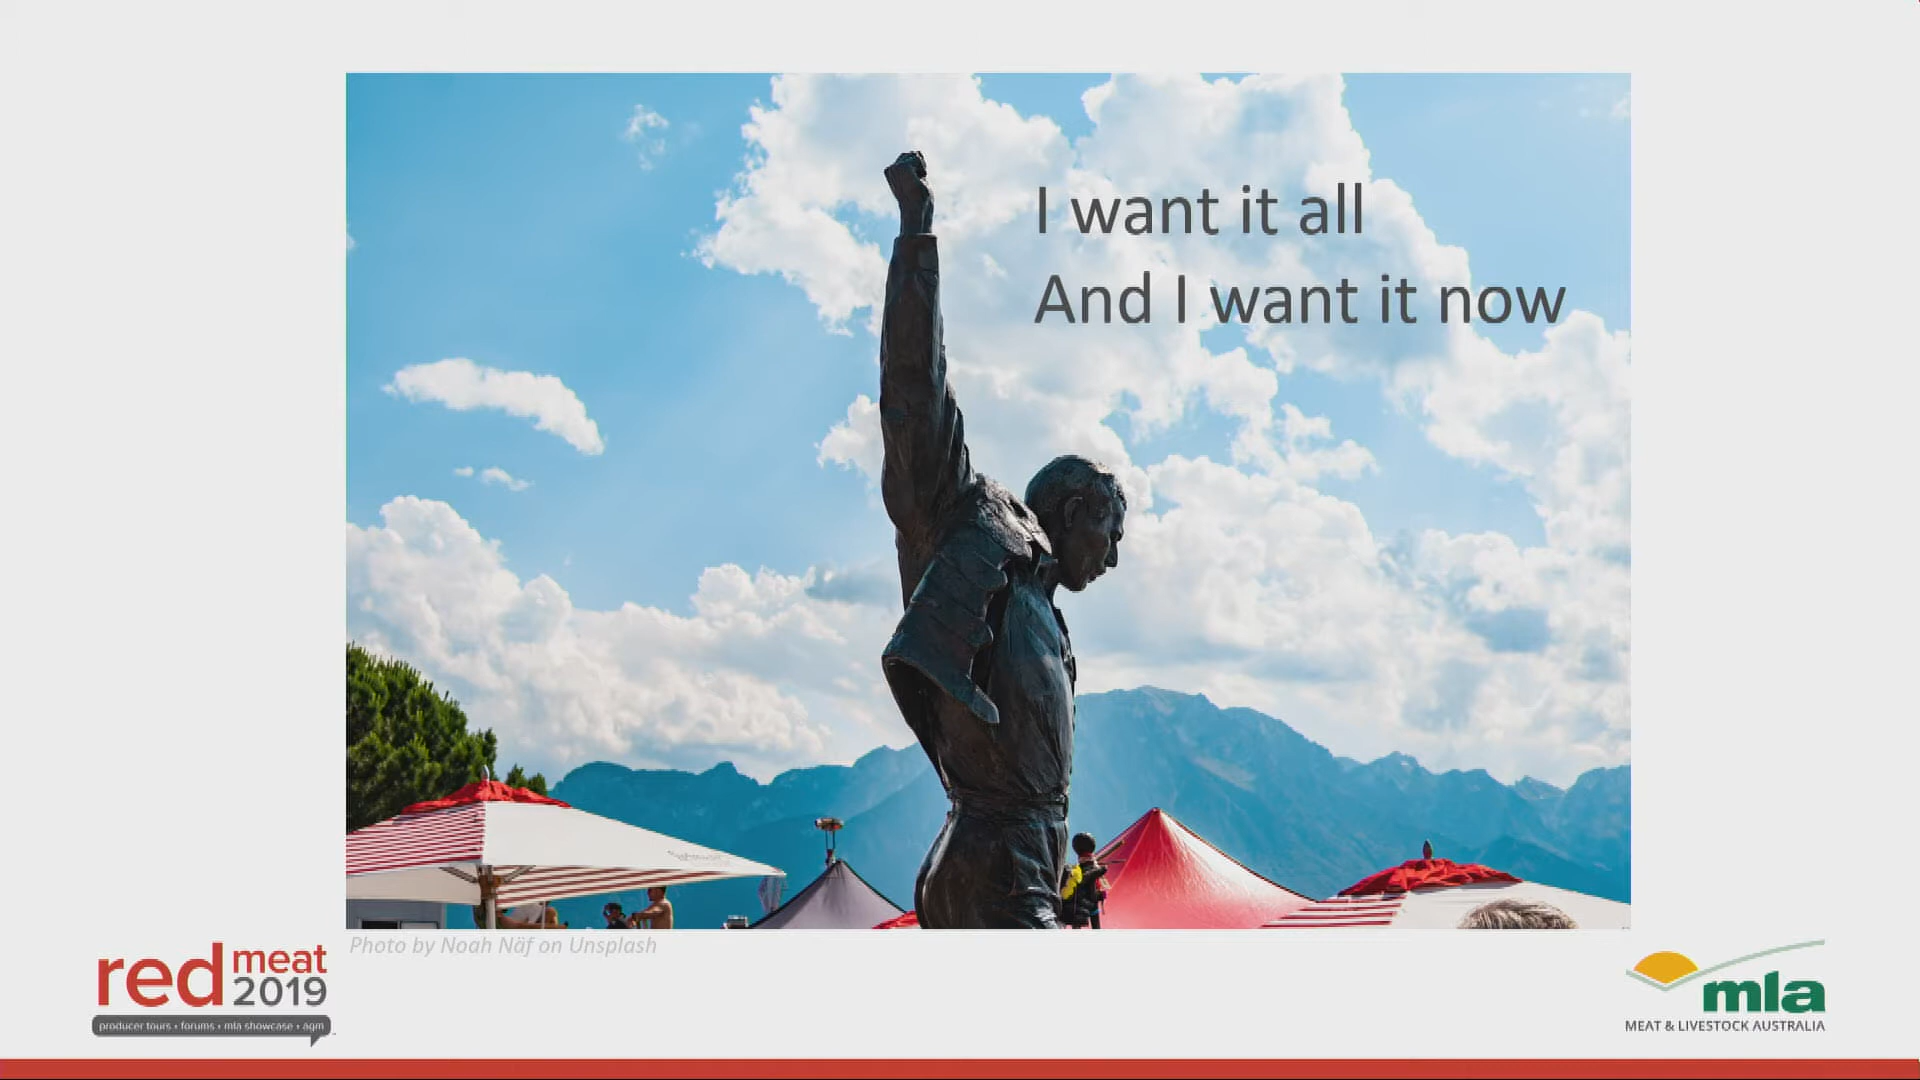 I want it all
And I want it now
Photo by Noah Näf on Unsplash
red meat 2019
producer tours • forums • mla showcase • agm
mla
MEAT & LIVESTOCK AUSTRALIA